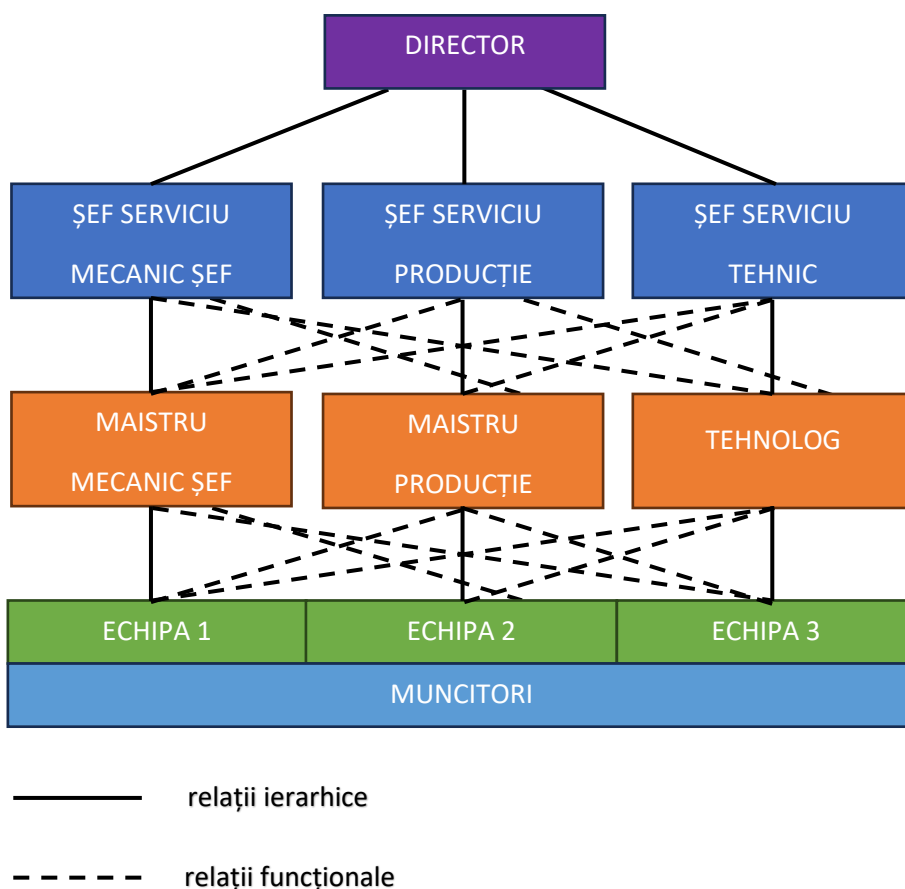 DIRECTOR
ȘEF SERVICIU
MECANIC ȘEF
ȘEF SERVICIU
PRODUCȚIE
ȘEF SERVICIU
TEHNIC
MAISTRU
MECANIC ȘEF
MAISTRU
PRODUCȚIE
TEHNOLOG
ECHIPA 1
ECHIPA 2
ECHIPA 3
MUNCITORI
relații ierarhice
relații funcționale